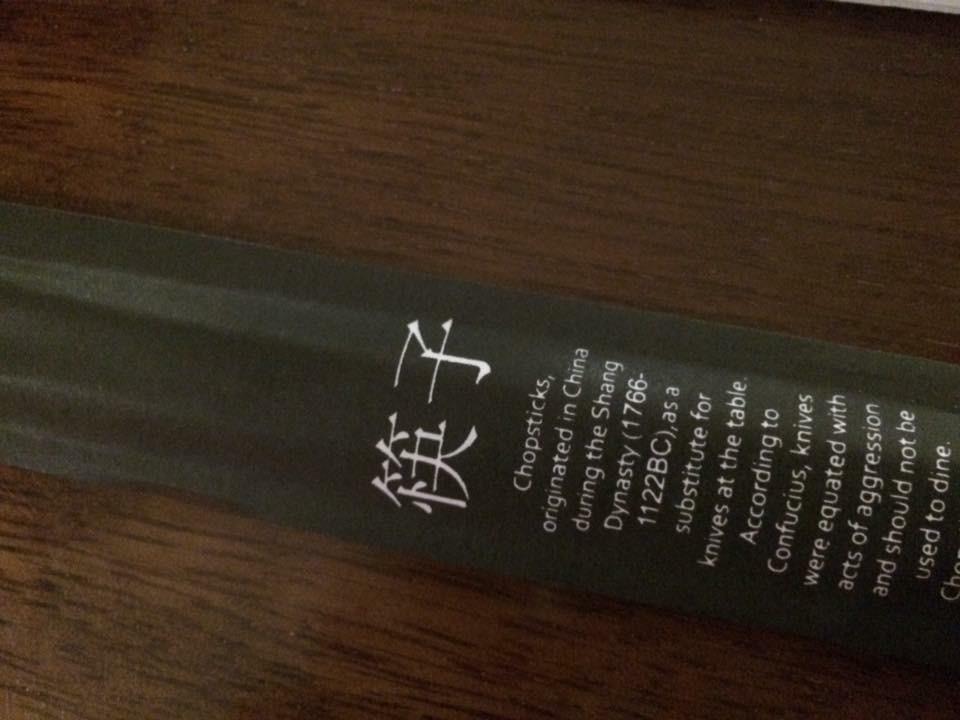 筷子
Chopsticks,
originated in China
during the Shang
Dynasty (1766-
1122BC), as a
substitute for
knives at the table.
According to
Confucius, knives
were equated with
acts of aggression
and should not be
used to dine.